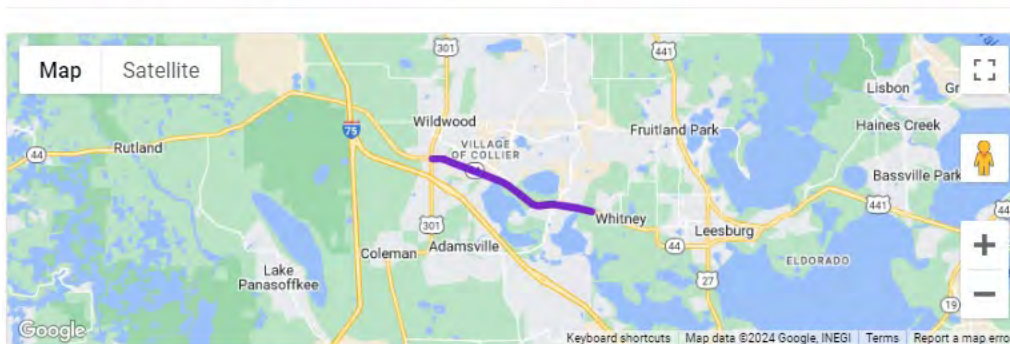 Map Satellite
301
441
Lisbon
Gr
75
Wildwood
Fruitland Park
Haines Creek
44
Rutland
VILLAGE
OF COLLIER
Bassville Park
441
44
Whitney
301
Leesburg
44
Coleman
Adamsville
ELDORADO
Lake
Panasoffkee
27
19
Google
Keyboard shortcuts Map data ©2024 Google, INEGI Terms Report a map erro